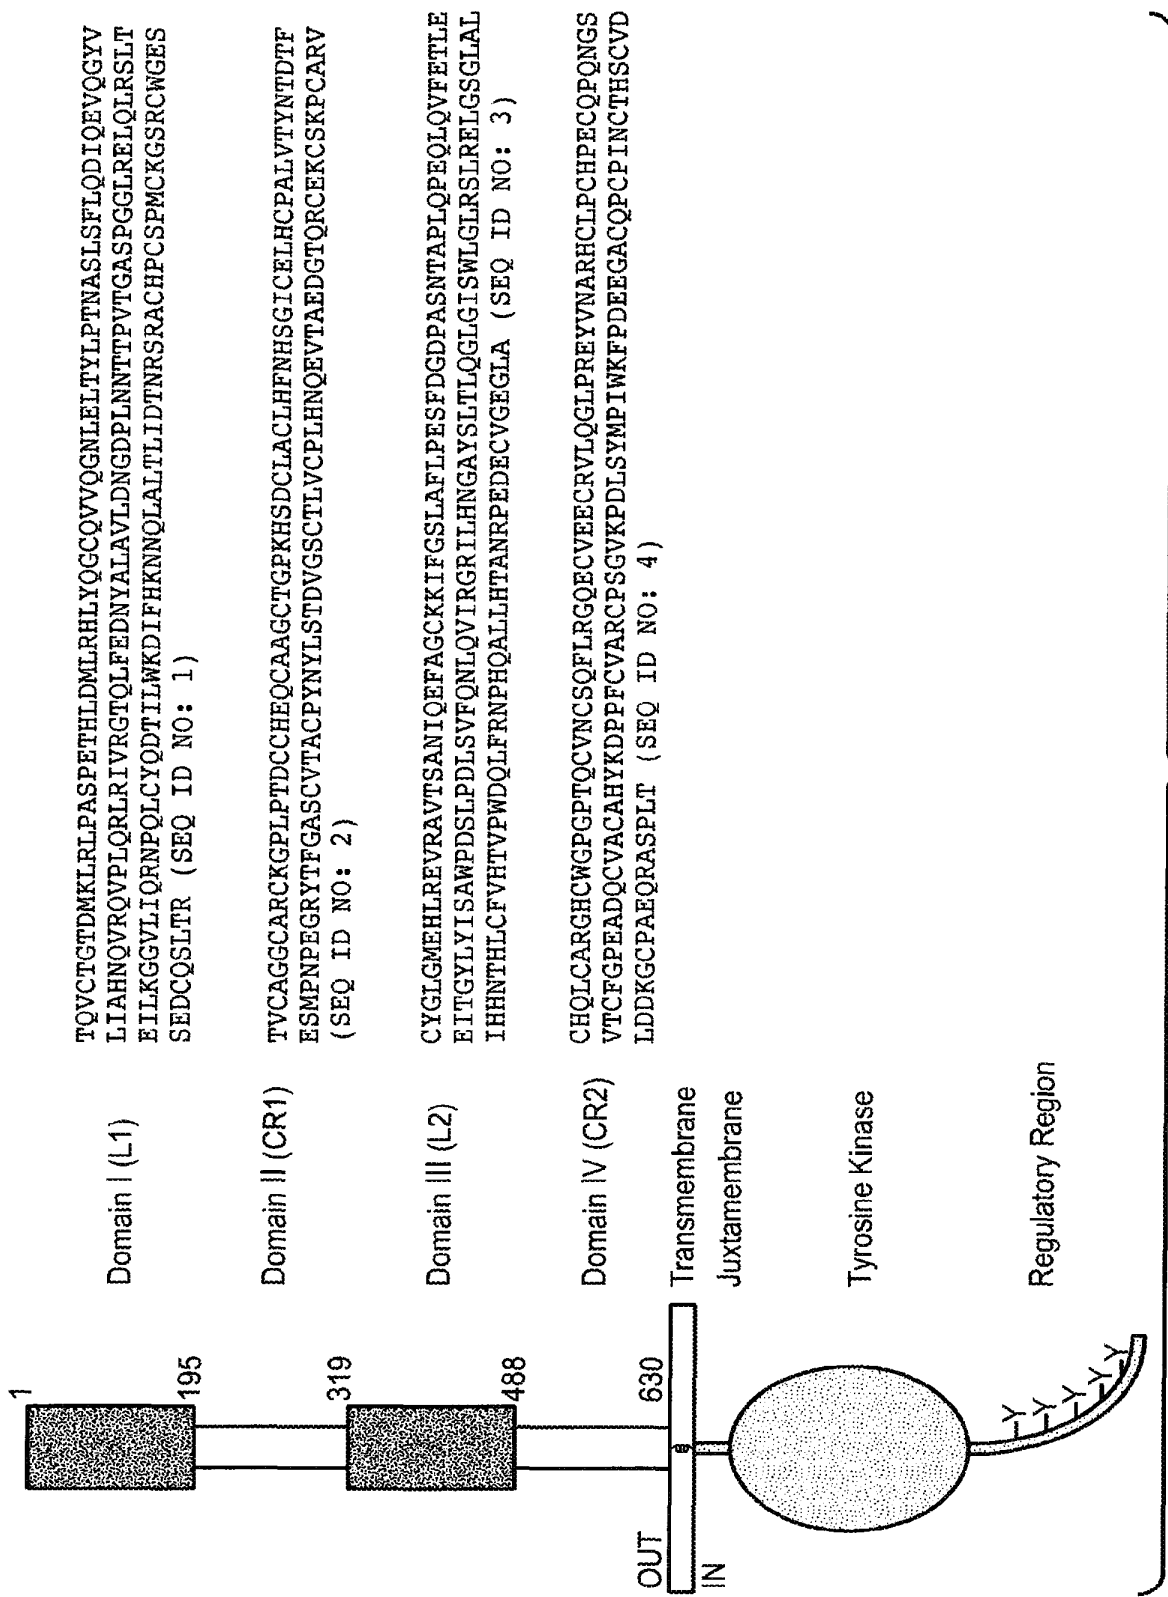 1
195
319
488
630
OUT
IN
Domain I (L1)
TQVCTGTDMKLRLPASPETHLDMLRHLYQGCQVVQGNLELTYLPTNASLSFLQDIQEVQGYV
LIAHNQVRQVPLQRLRIVRGTQLFEDNYALAVLDNGDPLNNTTPVTGASPGGLRELQLRSLT
EILKGGVLIQRNPQLCYQDTILWKDIFHKNNQLALTLIDTNRSRACHPCSPMCKGSRCWGES
SEDCQSLTR (SEQ ID NO: 1)
Domain II (CR1)
TVCAGGCARCKGPLPTDCCHEQCAAGCTGPKHSDCLACLHFNHSGICELHCPALVTYNTDTF
ESMPNPEGRYTFGASCVTACPYNYLSTDVGSCTLVCPLHNQEVTAEDGTQRCEKCSKPCARV
(SEQ ID NO: 2)
Domain III (L2)
CYGLGMEHLREVRAVTSANIQEFAGCKKIFGSLAFLPESFDGDPASNTAPLQPEQLQVFETLE
EITGYLYISAWPDSLPDLSVFQNLQVIRGRILHNGAYSLTLQGLGISWLGLRSLRELGSGLAL
IHHNTHLCFVHTVPWDQLFRNPHQALLHTANRPEDECVGEGLA (SEQ ID NO: 3)
Domain IV (CR2)
CHQLCARGHCWGPGPTQCVNCSQFLRGQECVEECRVLQGLPREYVNARHCLPCHPECQPQNGS
VTCFGPEADQCVACAHYKDPPFCVARCPSGVKPDLSYMPIWKFPDEEGACQPCPINCTHSCVD
LDDKGCPAEQRASPLT (SEQ ID NO: 4)
Transmembrane
Juxtamembrane
Tyrosine Kinase
Regulatory Region
Y
Y
Y
Y
Y